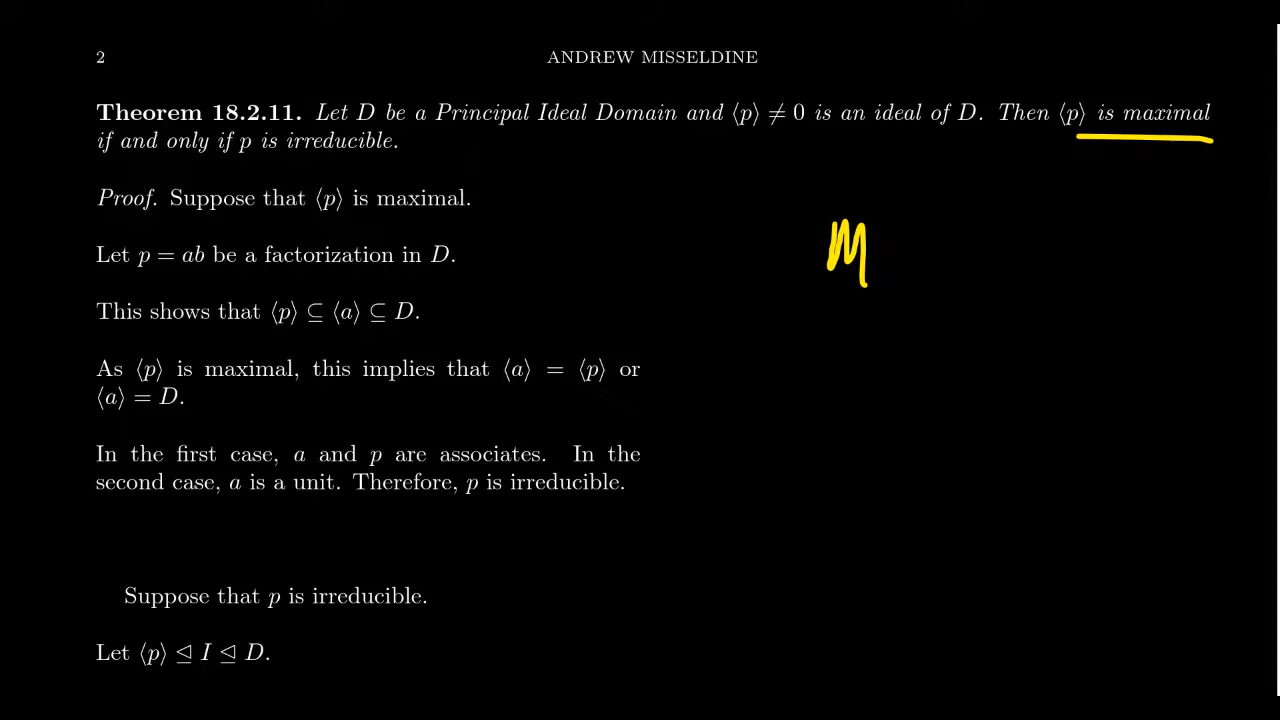 2
ANDREW MISSELDINE
Theorem 18.2.11. Let D be a Principal Ideal Domain and ⟨p⟩ ≠ 0 is an ideal of D. Then ⟨p⟩ is maximal
if and only if p is irreducible.
Proof. Suppose that ⟨p⟩ is maximal.
M
Let p = ab be a factorization in D.
This shows that ⟨p⟩ ⊆ ⟨a⟩ ⊆ D.
As ⟨p⟩ is maximal, this implies that ⟨a⟩ = ⟨p⟩ or
⟨a⟩ = D.
In the first case, a and p are associates. In the
second case, a is a unit. Therefore, p is irreducible.
Suppose that p is irreducible.
Let ⟨p⟩ ⊴ I ⊴ D.